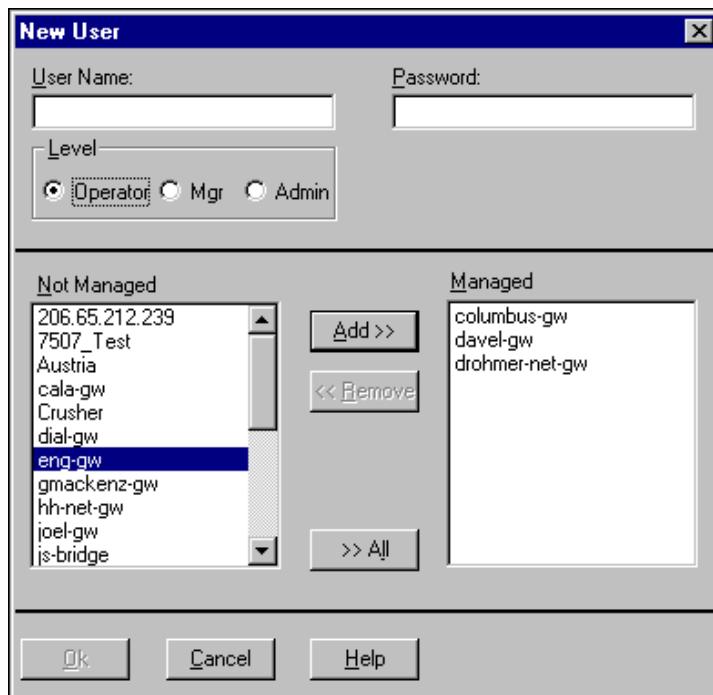 New User
User Name:
Password:
Level
Operator
Mgr
Admin
Not Managed
206.65.212.239
7507_Test
Austria
cala-gw
Crusher
dial-gw
eng-gw
gmackenz-gw
hh-net-gw
joel-gw
js-bridge
Add >>
<< Remove
>> All
Managed
columbus-gw
davel-gw
drohmer-net-gw
Ok
Cancel
Help